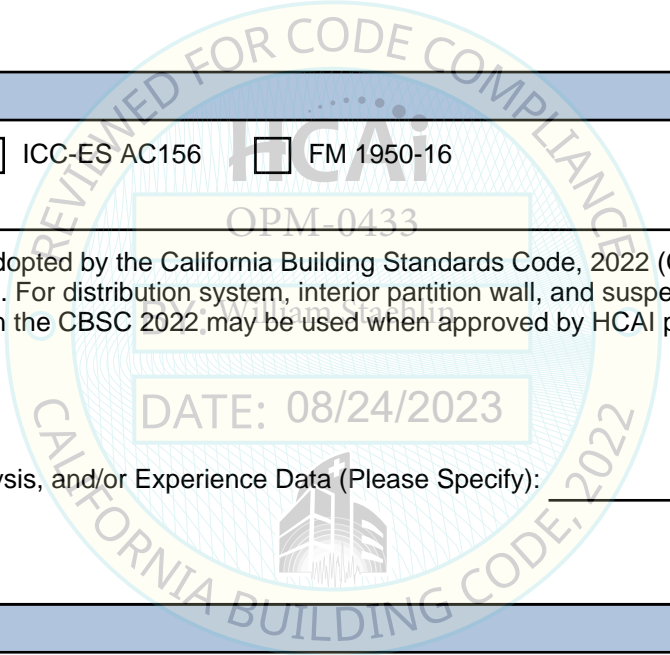 REVIEWED FOR CODE COMPLIANCE
HCAi
ICC-ES AC156 FM 1950-16
OPM-0433
dopted by the California Building Standards Code, 2022 (
. For distribution system, interior partition wall, and suspe
n the CBSC 2022 may be used when approved by HCAI p
BY: William Staehlin
DATE: 08/24/2023
ysis, and/or Experience Data (Please Specify):
CALIFORNIA BUILDING CODE, 2022